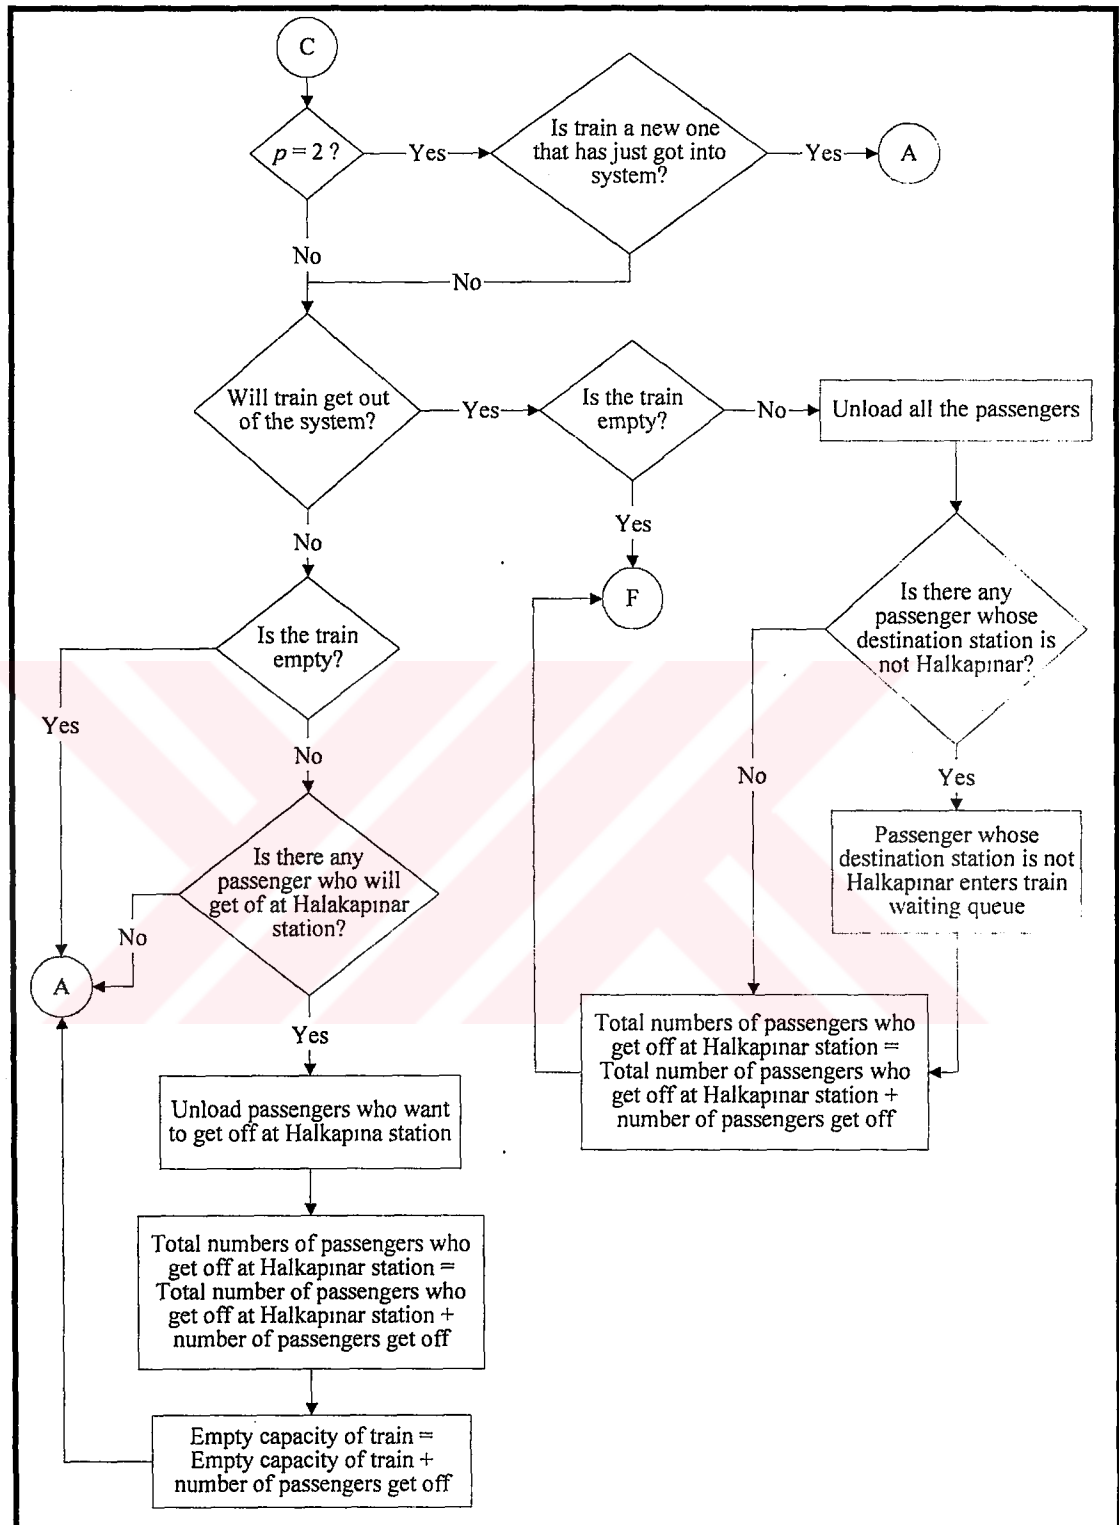 C
p = 2 ?
Yes
Is train a new one
that has just got into
system?
Yes
A
No
No
Will train get out
of the system?
Yes
Is the train
empty?
No
Unload all the passengers
No
Yes
F
Is there any
passenger whose
destination station is
not Halkapınar?
Is the train
empty?
Yes
No
No
Yes
Is there any
passenger who will
get of at Halakapınar
station?
Passenger whose
destination station is not
Halkapınar enters train
waiting queue
No
A
Yes
Total numbers of passengers who
get off at Halkapınar station =
Total number of passengers who
get off at Halkapınar station +
number of passengers get off
Unload passengers who want
to get off at Halkapına station
Total numbers of passengers who
get off at Halkapınar station =
Total number of passengers who
get off at Halkapınar station +
number of passengers get off
Empty capacity of train =
Empty capacity of train +
number of passengers get off